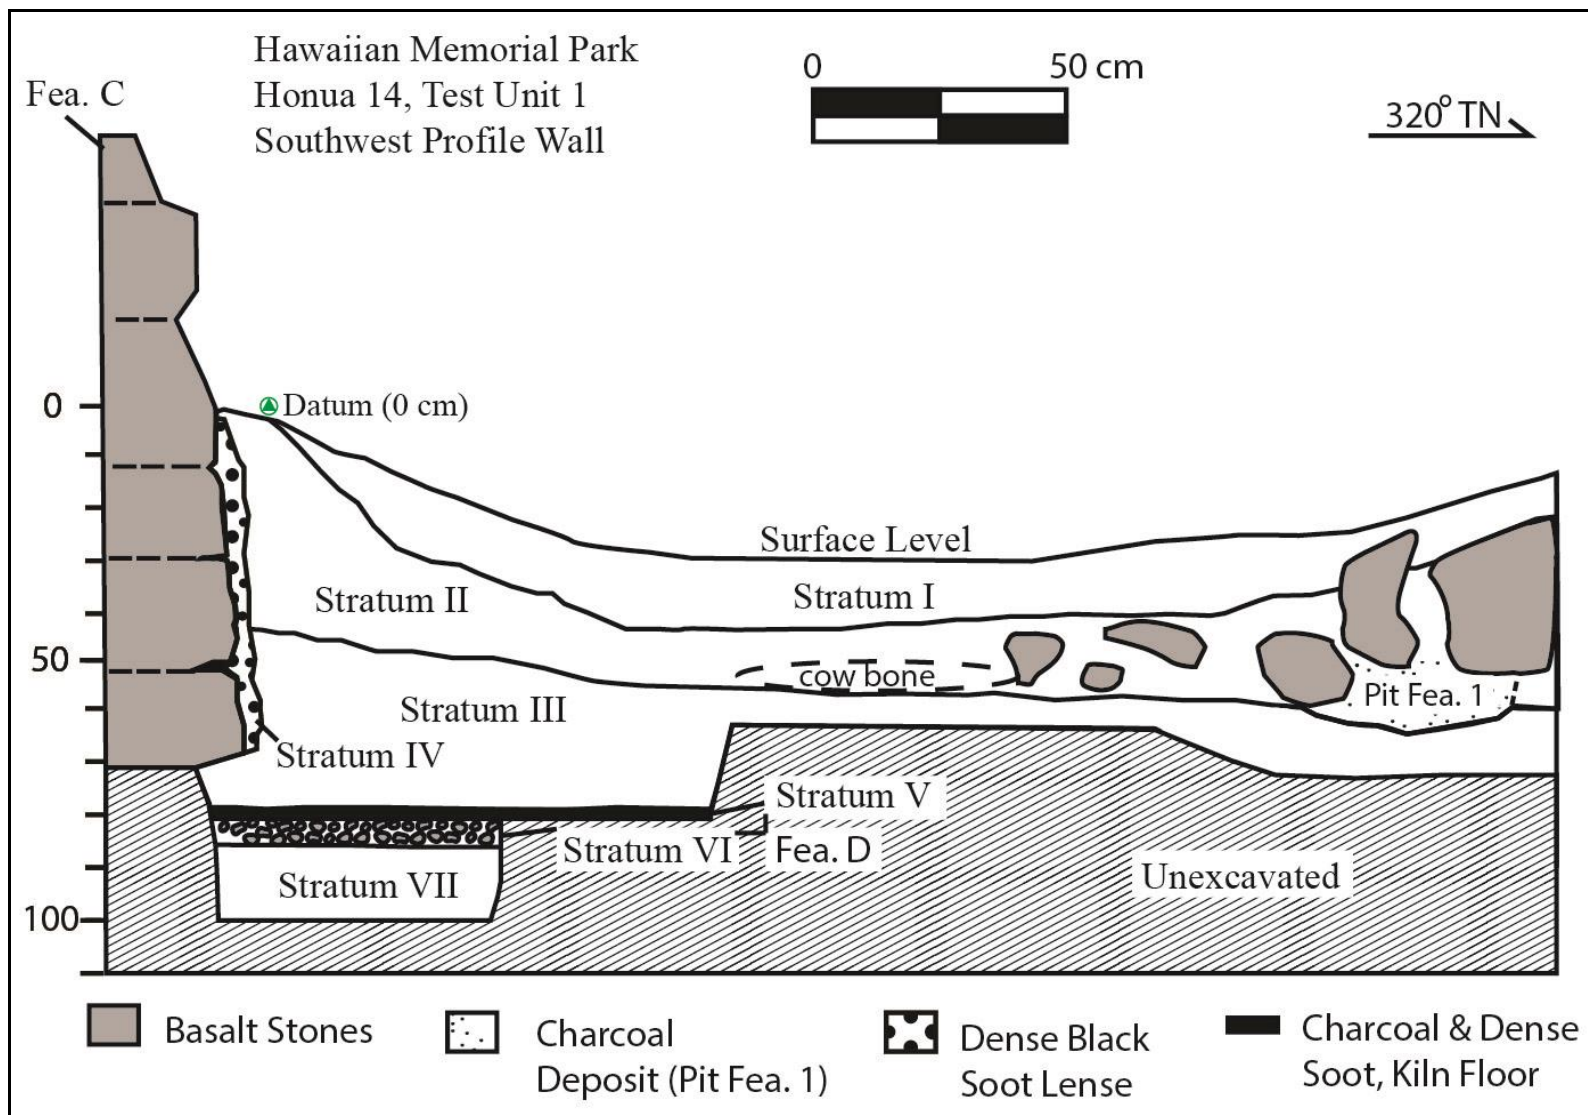 Hawaiian Memorial Park
Honua 14, Test Unit 1
Southwest Profile Wall
0 50 cm
320° TN
Fea. C
0
Datum (0 cm)
Surface Level
Stratum I
Stratum II
50
cow bone
Pit Fea. 1
Stratum III
Stratum IV
Stratum V
Stratum VI
Fea. D
Stratum VII
Unexcavated
100
Basalt Stones
Charcoal
Deposit (Pit Fea. 1)
Dense Black
Soot Lense
Charcoal & Dense
Soot, Kiln Floor